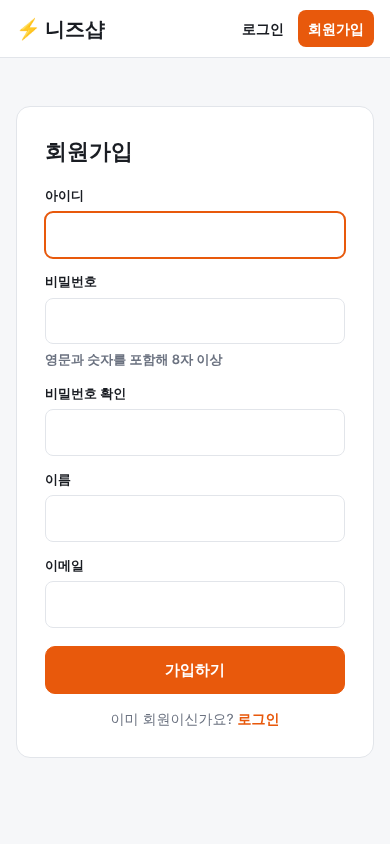 ⚡ 니즈샵
로그인
회원가입
회원가입
아이디
비밀번호
영문과 숫자를 포함해 8자 이상
비밀번호 확인
이름
이메일
가입하기
이미 회원이신가요? 로그인